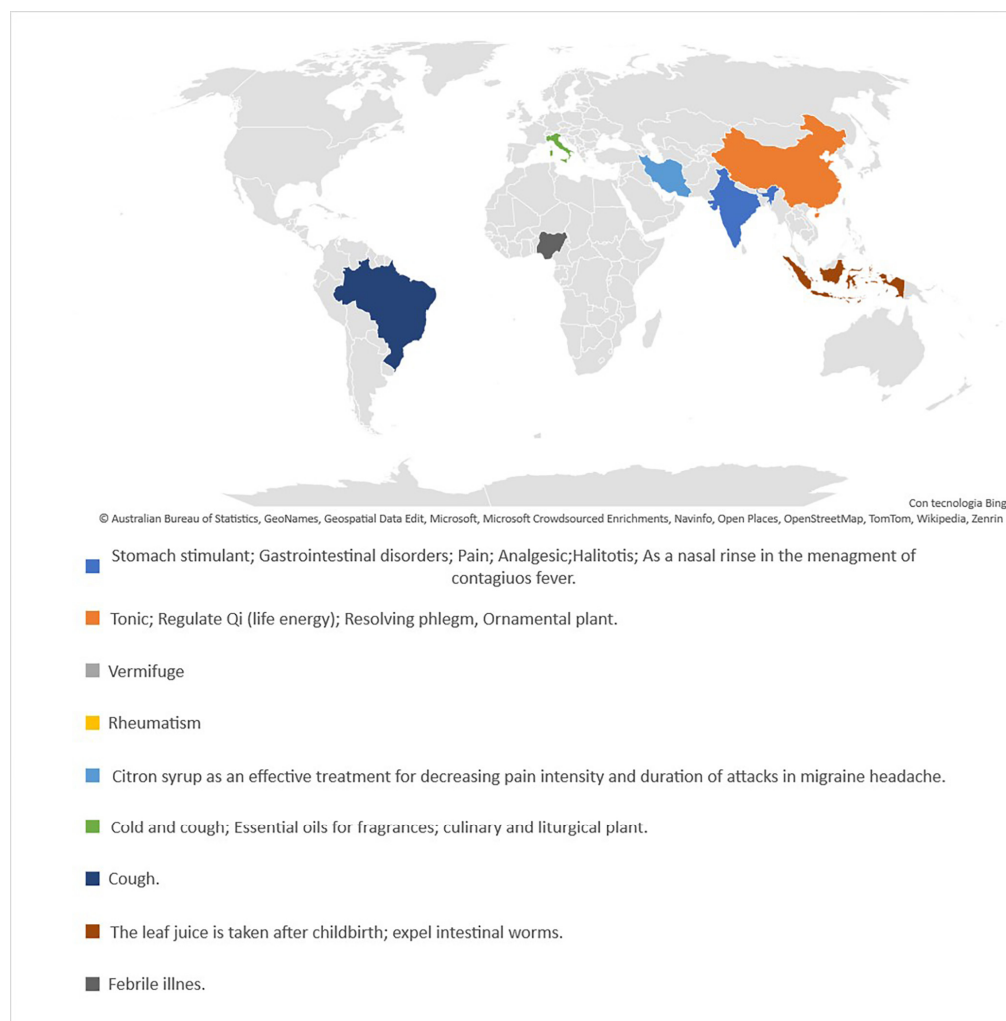 Con tecnologia Bing
© Australian Bureau of Statistics, GeoNames, Geospatial Data Edit, Microsoft, Microsoft Crowdsourced Enrichments, Navinfo, Open Places, OpenStreetMap, TomTom, Wikipedia, Zenrin
Stomach stimulant; Gastrointestinal disorders; Pain; Analgesic;Halitotis; As a nasal rinse in the menagment of
contagiuos fever.
Tonic; Regulate Qi (life energy); Resolving phlegm, Ornamental plant.
Vermifuge
Rheumatism
Citron syrup as an effective treatment for decreasing pain intensity and duration of attacks in migraine headache.
Cold and cough; Essential oils for fragrances; culinary and liturgical plant.
Cough.
The leaf juice is taken after childbirth; expel intestinal worms.
Febrile illnes.